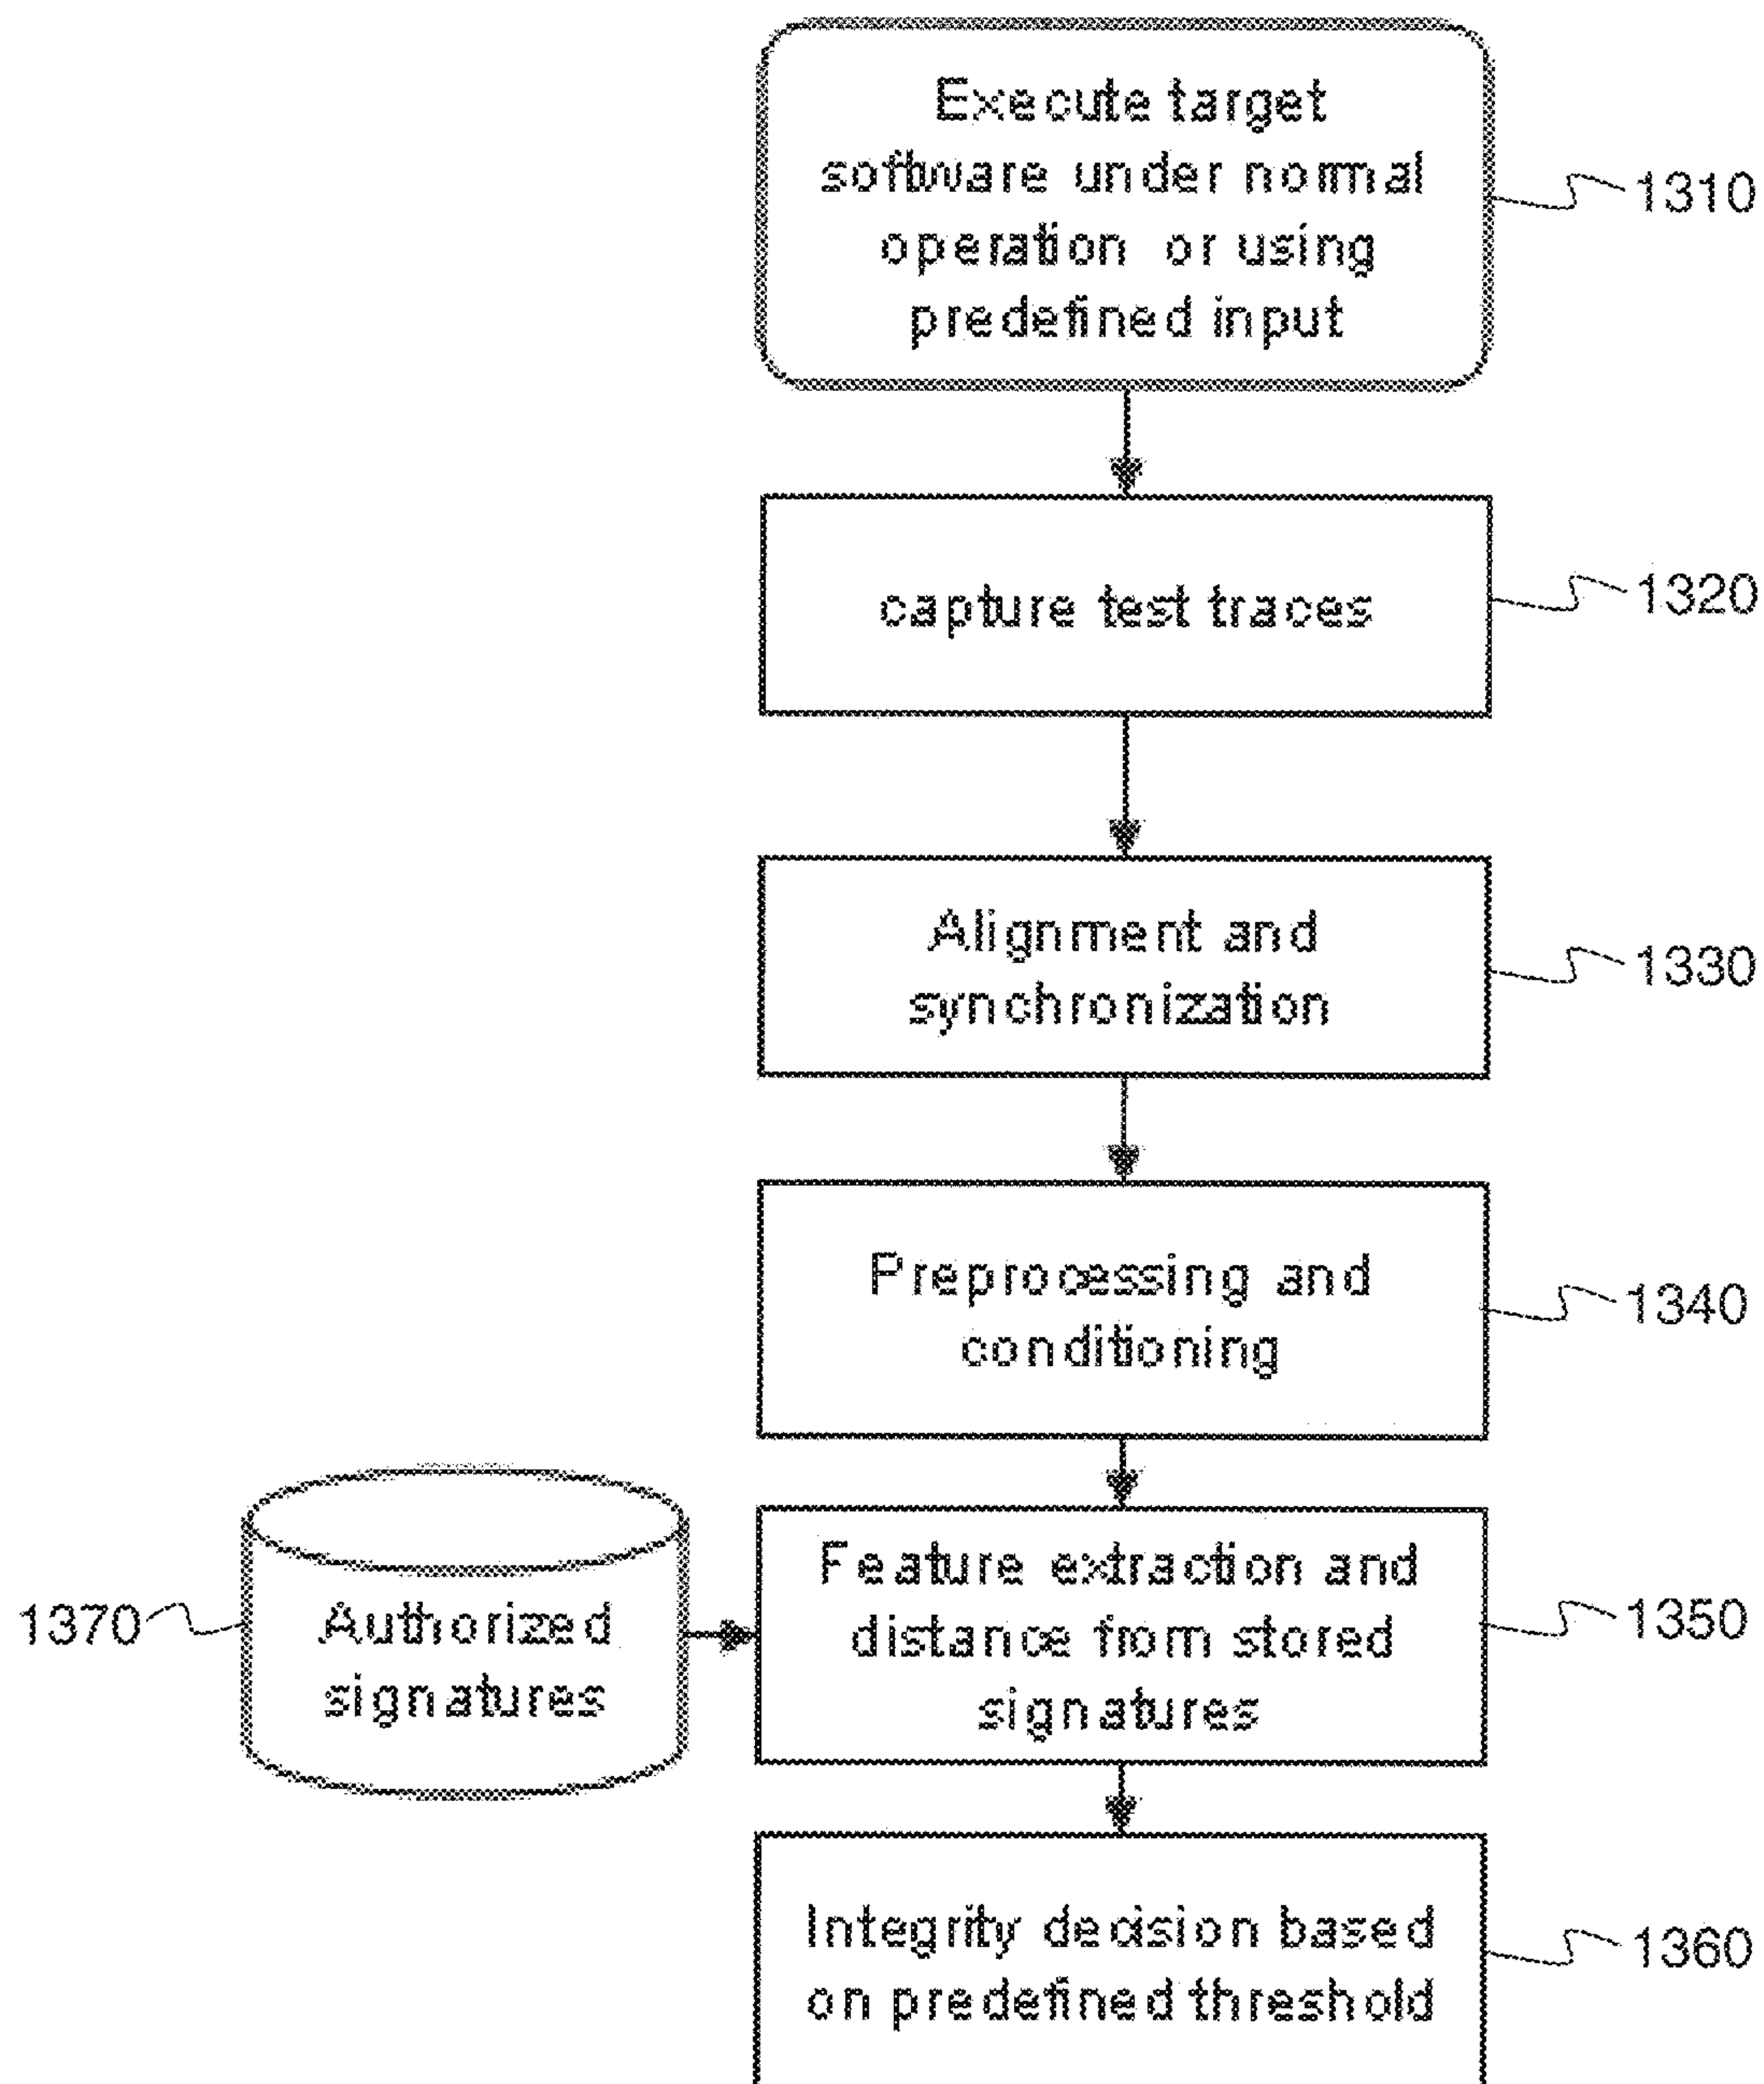 Execute target
software under normal
operation or using
predefined input
1310
capture test traces
1320
Alignment and
synchronization
1330
Preprocessing and
conditioning
1340
Feature extraction and
distance from stored
signatures
1350
1370
Authorized
signatures
Integrity decision based
on predefined threshold
1360